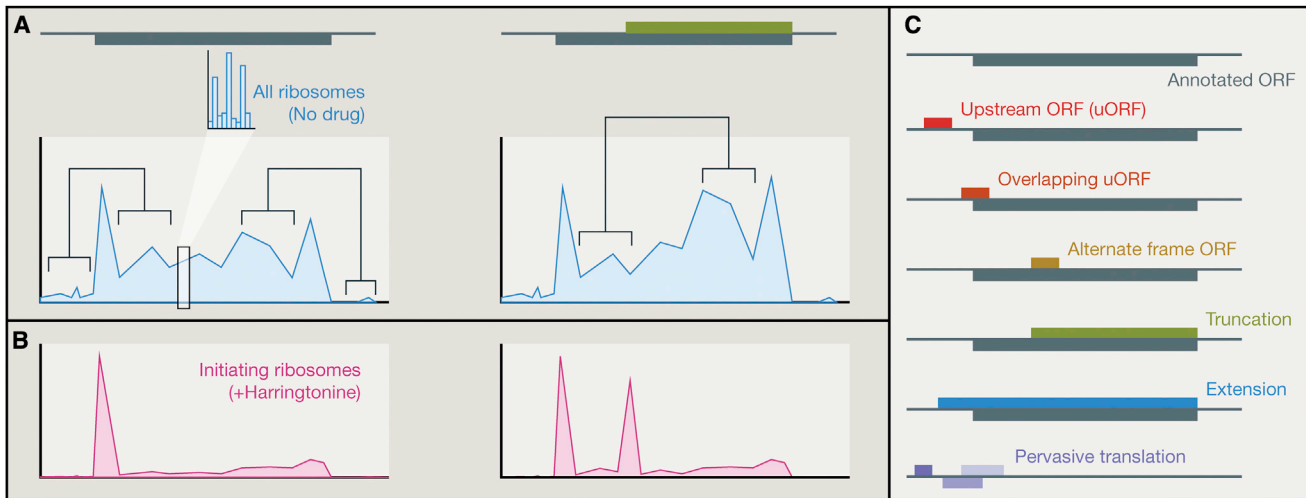 A
All ribosomes
(No drug)
B
Initiating ribosomes
(+Harringtonine)
C
Annotated ORF
Upstream ORF (uORF)
Overlapping uORF
Alternate frame ORF
Truncation
Extension
Pervasive translation